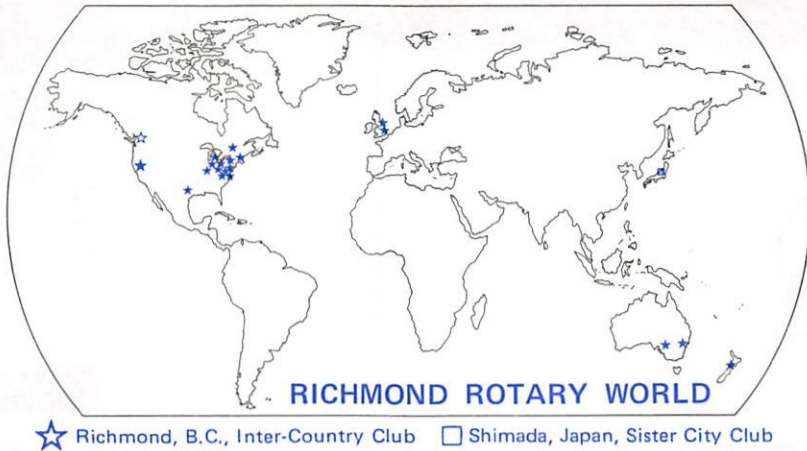 RICHMOND ROTARY WORLD
Richmond, B.C., Inter-Country Club
Shimada, Japan, Sister City Club